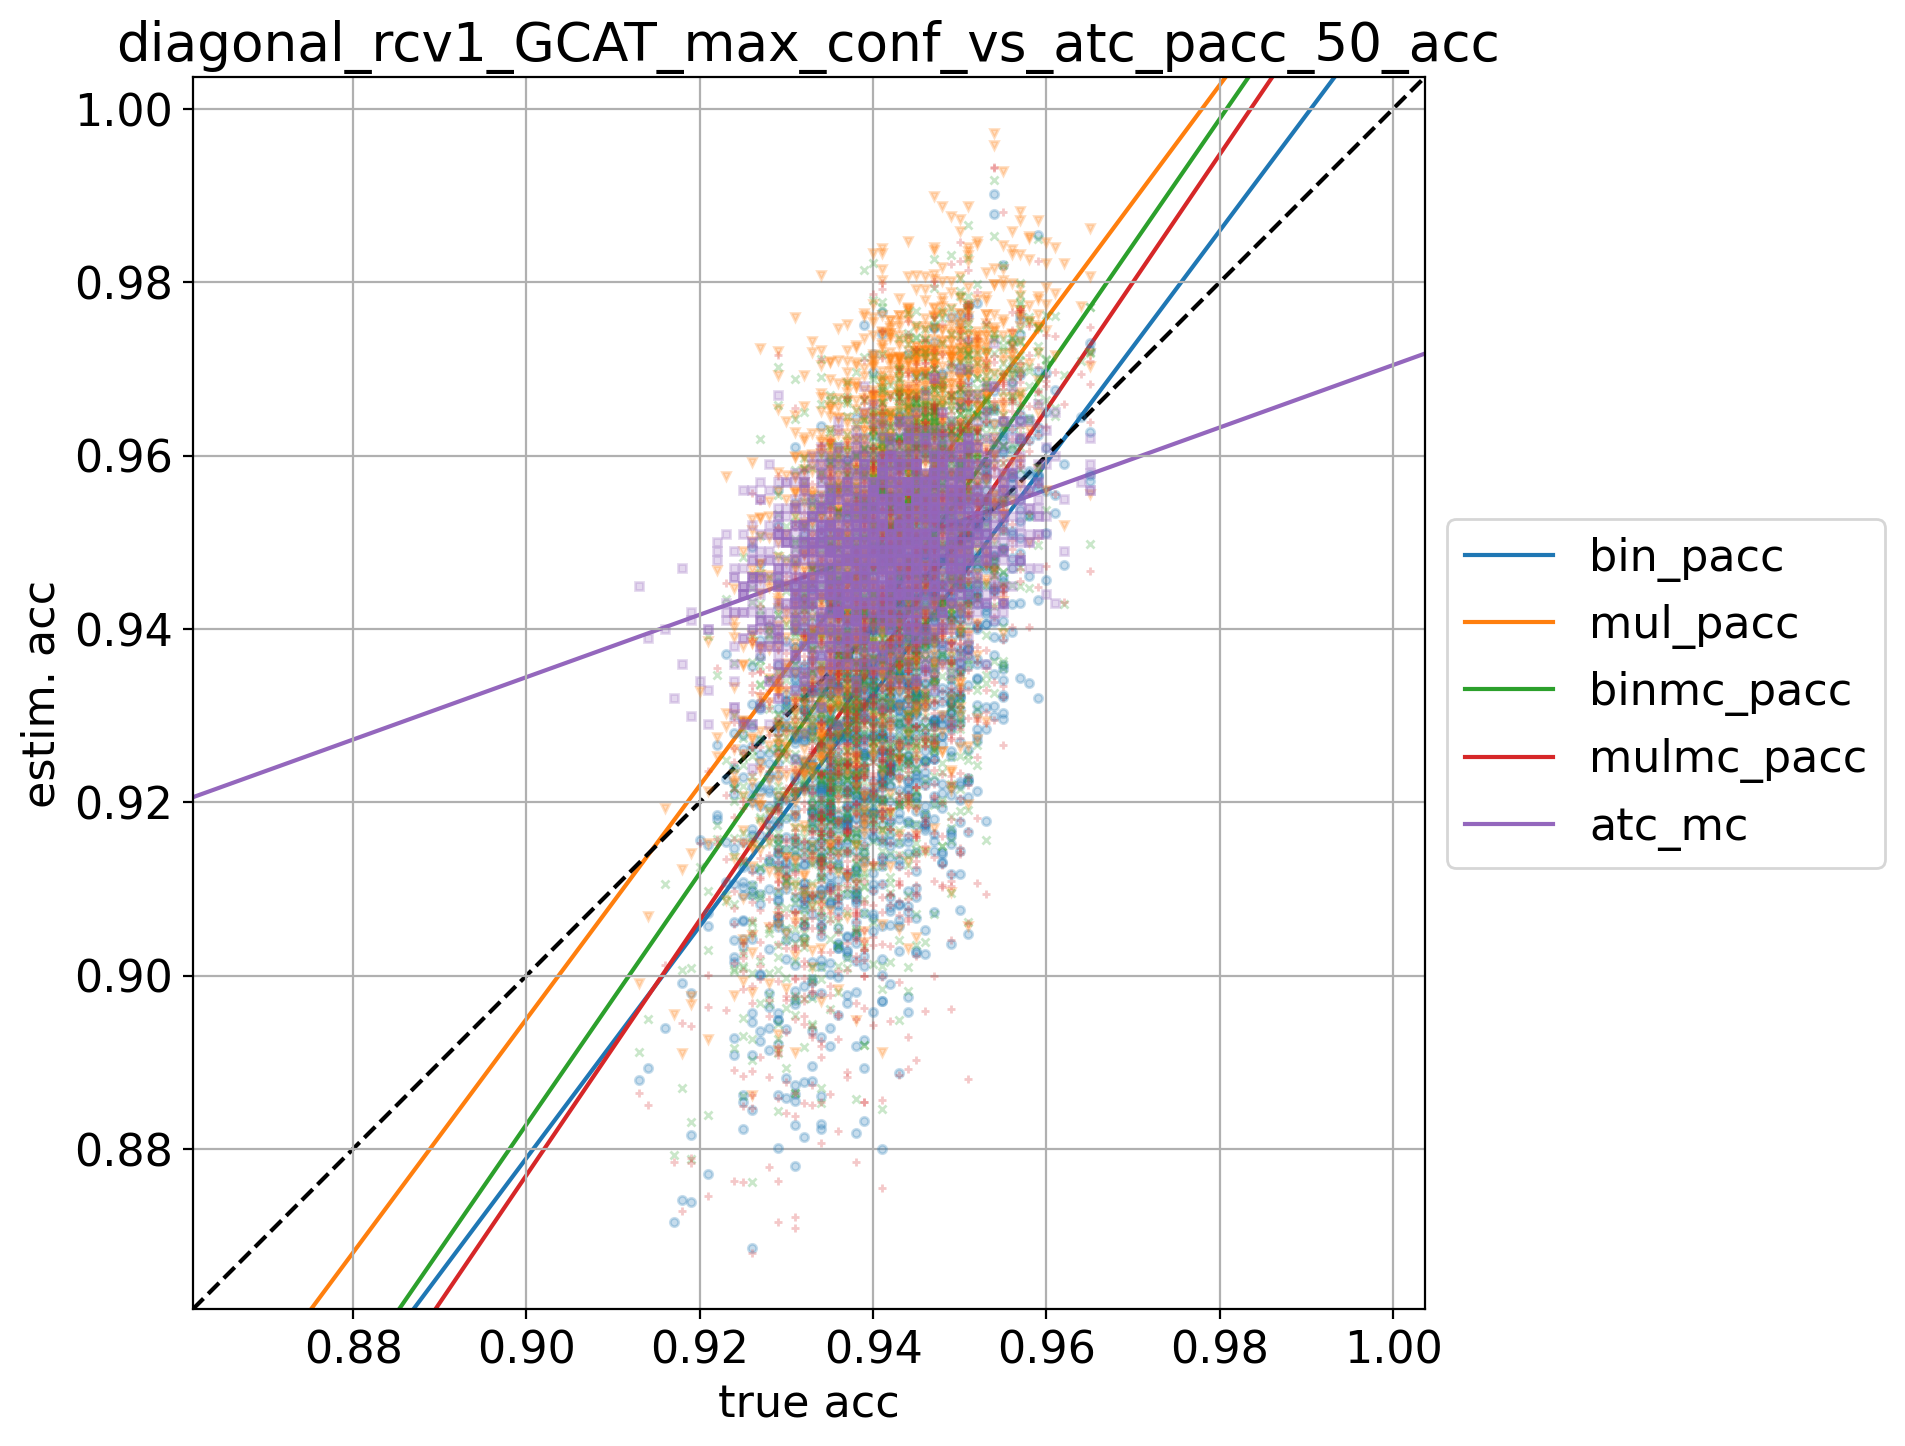 diagonal_rcv1_GCAT_max_conf_vs_atc_pacc_50_acc
1.00
0.98
0.96
0.94
0.92
0.90
0.88
estim. acc
0.88 0.90 0.92 0.94 0.96 0.98 1.00
true acc
bin_pacc
mul_pacc
binmc_pacc
mulmc_pacc
atc_mc